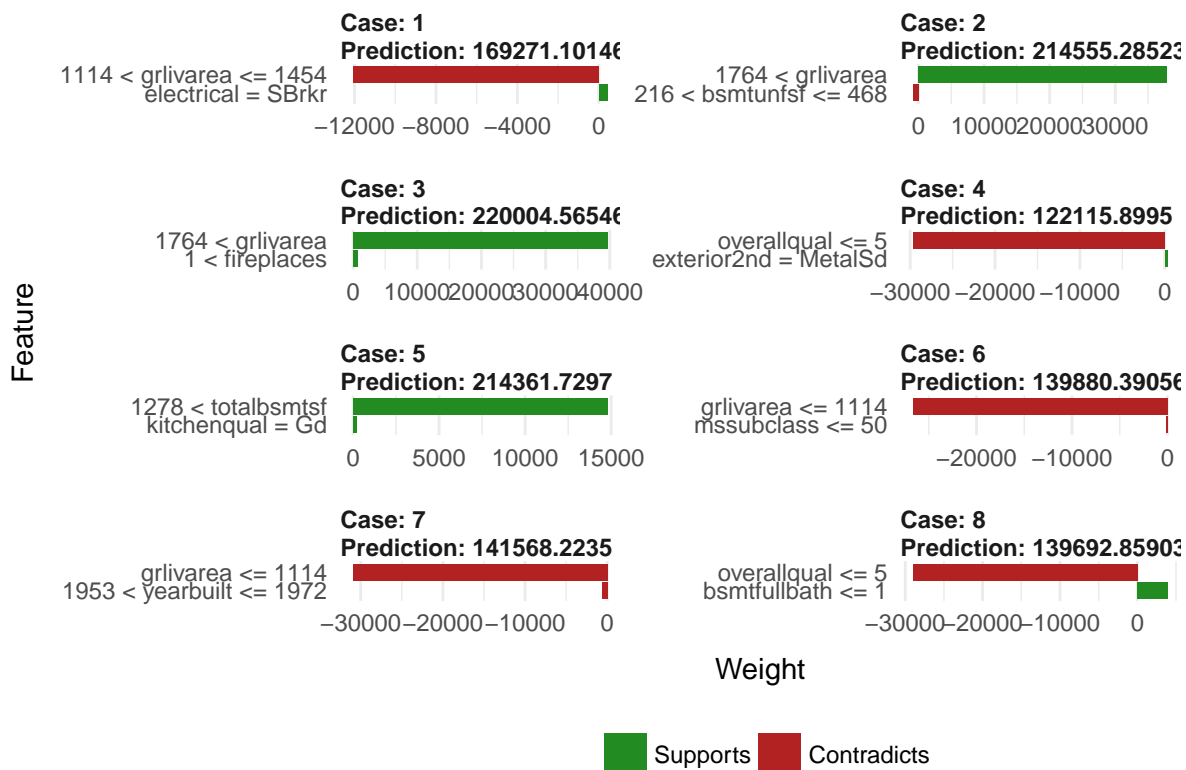 Case: 1
Prediction: 169271.10146
1114 < grlivarea <= 1454
electrical = SBrkr
−12000 −8000 −4000 0
Case: 2
Prediction: 214555.28523
1764 < grlivarea
216 < bsmtunfsf <= 468
0 10000 20000 30000
Case: 3
Prediction: 220004.56546
1764 < grlivarea
1 < fireplaces
0 10000 20000 30000 40000
Case: 4
Prediction: 122115.8995
overallqual <= 5
exterior2nd = MetalSd
−30000 −20000 −10000 0
Feature
Case: 5
Prediction: 214361.7297
1278 < totalbsmtsf
kitchenqual = Gd
0 5000 10000 15000
Case: 6
Prediction: 139880.39056
grlivarea <= 1114
mssubclass <= 50
−20000 −10000 0
Case: 7
Prediction: 141568.2235
grlivarea <= 1114
1953 < yearbuilt <= 1972
−30000 −20000 −10000 0
Case: 8
Prediction: 139692.85903
overallqual <= 5
bsmtfullbath <= 1
−30000 −20000 −10000 0
Weight
Supports Contradicts